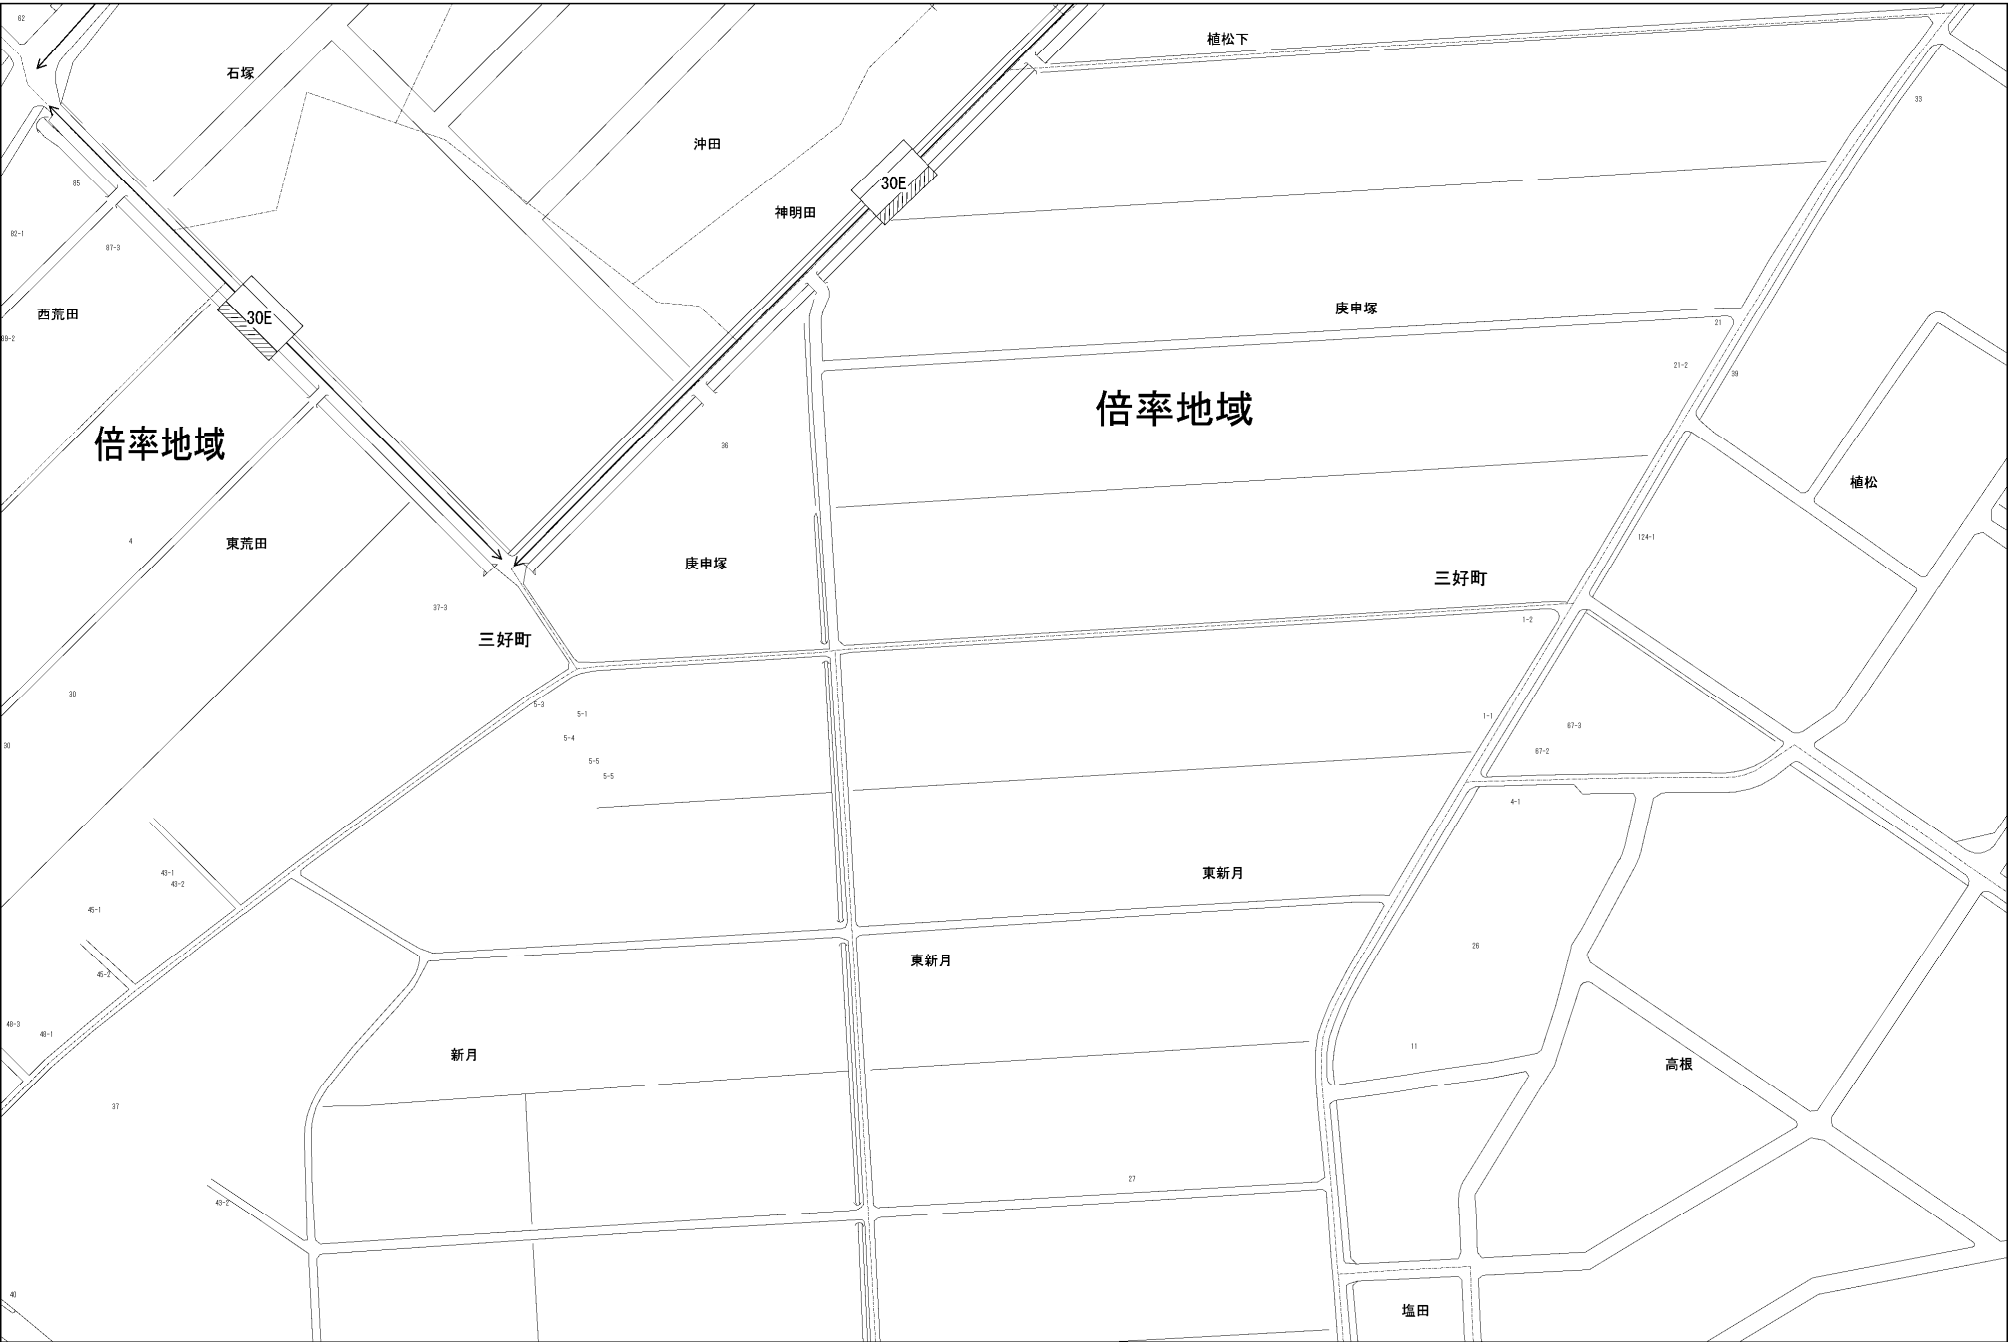 62
植松下
石塚
33
沖田
85
30E
神明田
82-1
87-3
西荒田
30E
庚申塚
21
89-2
21-2
39
倍率地域
倍率地域
36
植松
4
東荒田
124-1
庚申塚
三好町
37-3
1-2
三好町
30
5-3
5-1
1-1
67-3
5-4
30
67-2
5-5
5-5
4-1
43-1
43-2
東新月
45-1
26
東新月
45-2
48-3
48-1
新月
11
高根
37
27
43-2
40
塩田